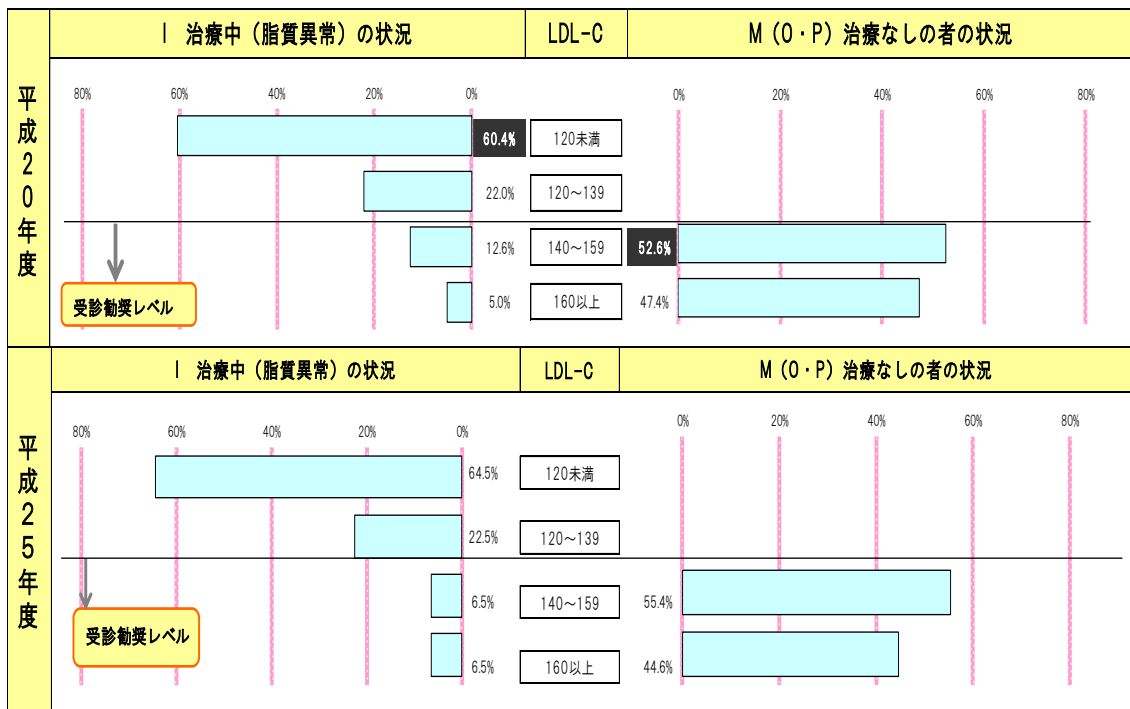 I 治療中（脂質異常）の状況 LDL-C M（O・P）治療なしの者の状況
平成20年度
80% 60% 40% 20% 0% 0% 20% 40% 60% 80%
60.4% 120未満
22.0% 120～139
12.6% 140～159 52.6%
受診勧奨レベル
5.0% 160以上 47.4%
I 治療中（脂質異常）の状況 LDL-C M（O・P）治療なしの者の状況
平成25年度
80% 60% 40% 20% 0% 0% 20% 40% 60% 80%
64.5% 120未満
22.5% 120～139
6.5% 140～159 55.4%
受診勧奨レベル
6.5% 160以上 44.6%